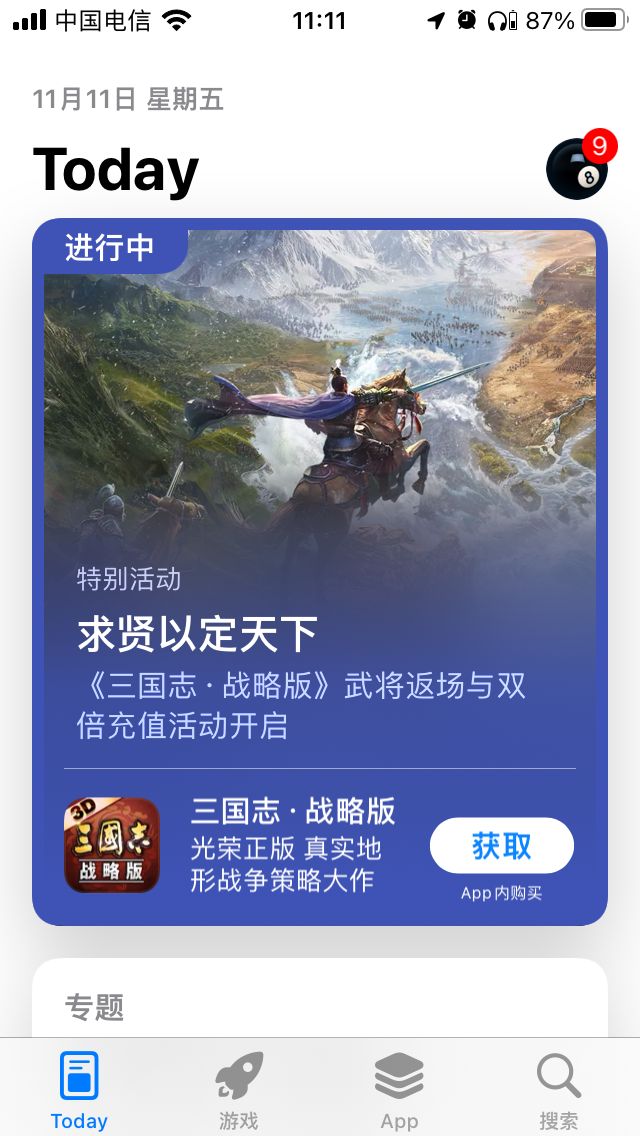 中国电信 11:11 87%
11月11日 星期五
Today
9
8
进行中
特别活动
求贤以定天下
《三国志 · 战略版》武将返场与双
倍充值活动开启
3D
三國志
战略版
三国志 · 战略版
光荣正版 真实地
形战争策略大作
获取
App内购买
专题
Today 游戏 App 搜索